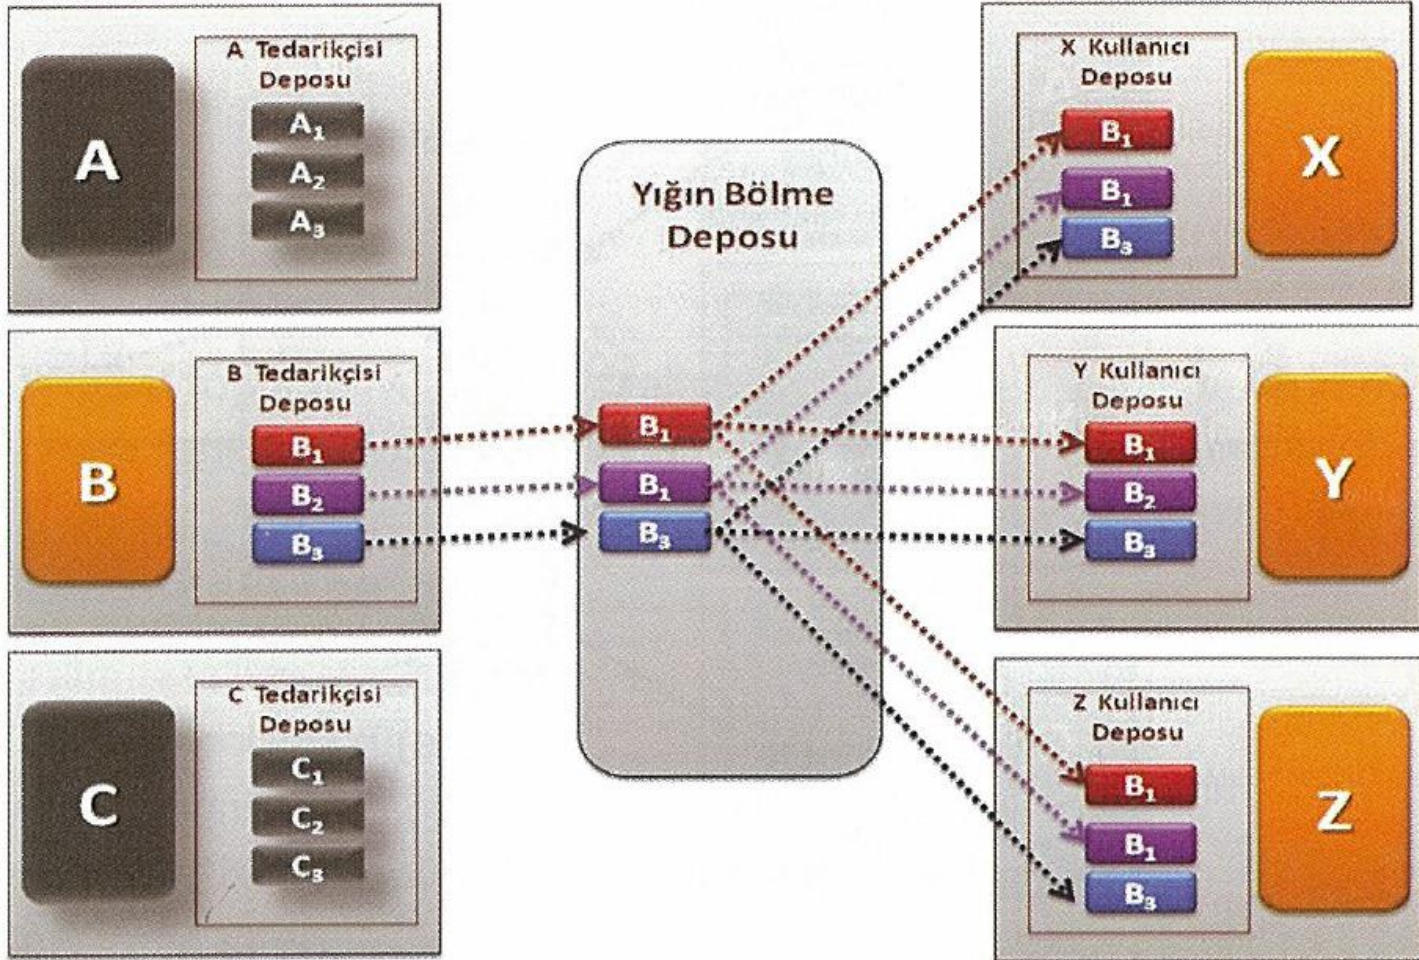 A
A Tedarikçisi
Deposu
A₁
A₂
A₃
B
B Tedarikçisi
Deposu
B₁
B₂
B₃
C
C Tedarikçisi
Deposu
C₁
C₂
C₃
Yığın Bölme
Deposu
B₁
B₁
B₃
X Kullanıcı
Deposu
B₁
B₁
B₃
X
Y Kullanıcı
Deposu
B₁
B₂
B₃
Y
Z Kullanıcı
Deposu
B₁
B₁
B₃
Z